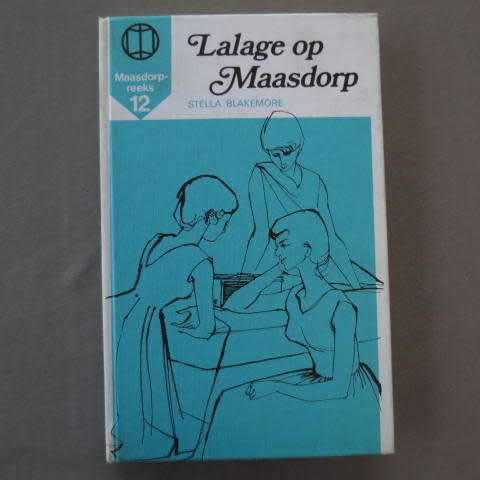 Maasdorp-
reeks
12
Lalage op
Maasdorp
STELLA BLAKEMORE